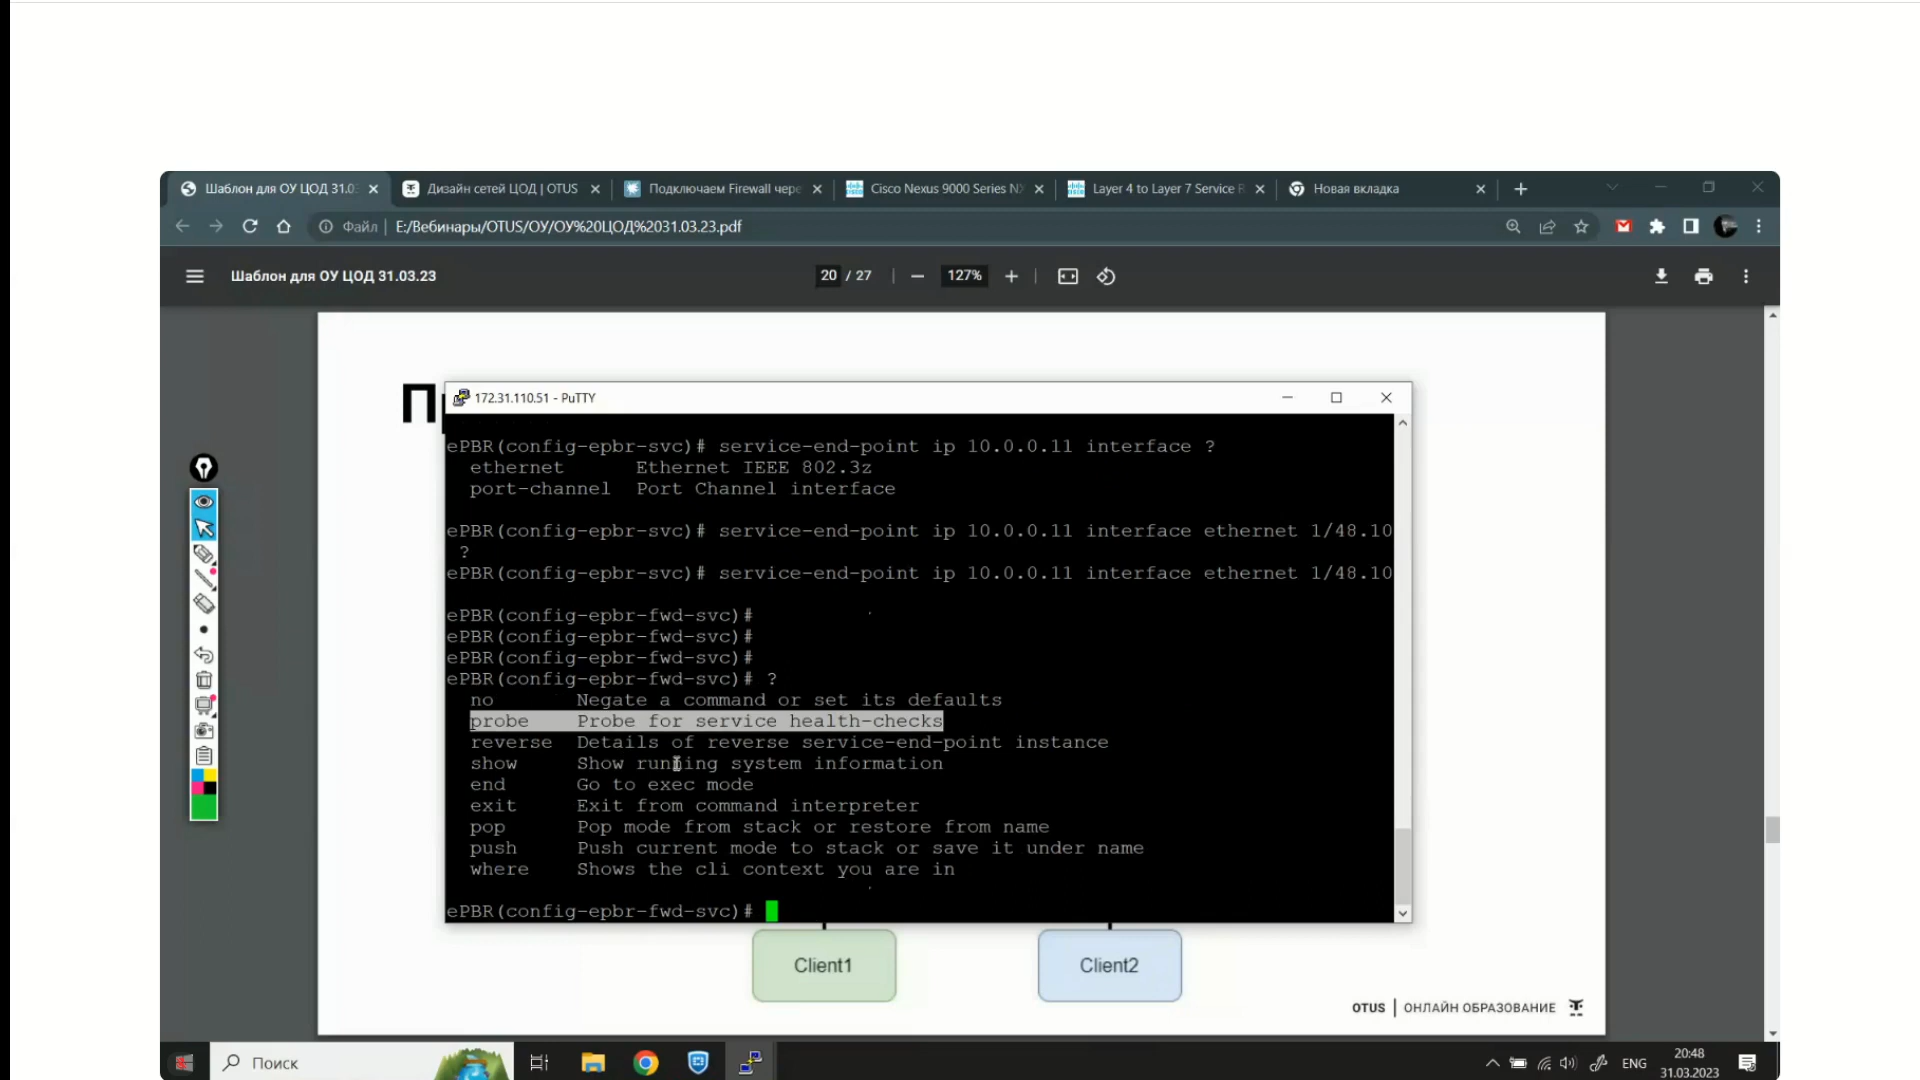 Шаблон для ОУ ЦОД 31.0
Дизайн сетей ЦОД | OTUS
Подключаем Firewall чере
Cisco Nexus 9000 Series N
Layer 4 to Layer 7 Service R
Новая вкладка
Файл | E:/Вебинары/OTUS/ОУ/ОУ%20ЦОД%2031.03.23.pdf
Шаблон для ОУ ЦОД 31.03.23
20 / 27
127%
172.31.110.51 - PuTTY
ePBR(config-epbr-svc)# service-end-point ip 10.0.0.11 interface ?
ethernet Ethernet IEEE 802.3z
port-channel Port Channel interface
ePBR(config-epbr-svc)# service-end-point ip 10.0.0.11 interface ethernet 1/48.10
?
ePBR(config-epbr-svc)# service-end-point ip 10.0.0.11 interface ethernet 1/48.10
ePBR(config-epbr-fwd-svc)#
ePBR(config-epbr-fwd-svc)#
ePBR(config-epbr-fwd-svc)#
ePBR(config-epbr-fwd-svc)# ?
no Negate a command or set its defaults
probe Probe for service health-checks
reverse Details of reverse service-end-point instance
show Show running system information
end Go to exec mode
exit Exit from command interpreter
pop Pop mode from stack or restore from name
push Push current mode to stack or save it under name
where Shows the cli context you are in
ePBR(config-epbr-fwd-svc)#
Client1
Client2
OTUS | ОНЛАЙН ОБРАЗОВАНИЕ
Поиск
ENG
20:48
31.03.2023